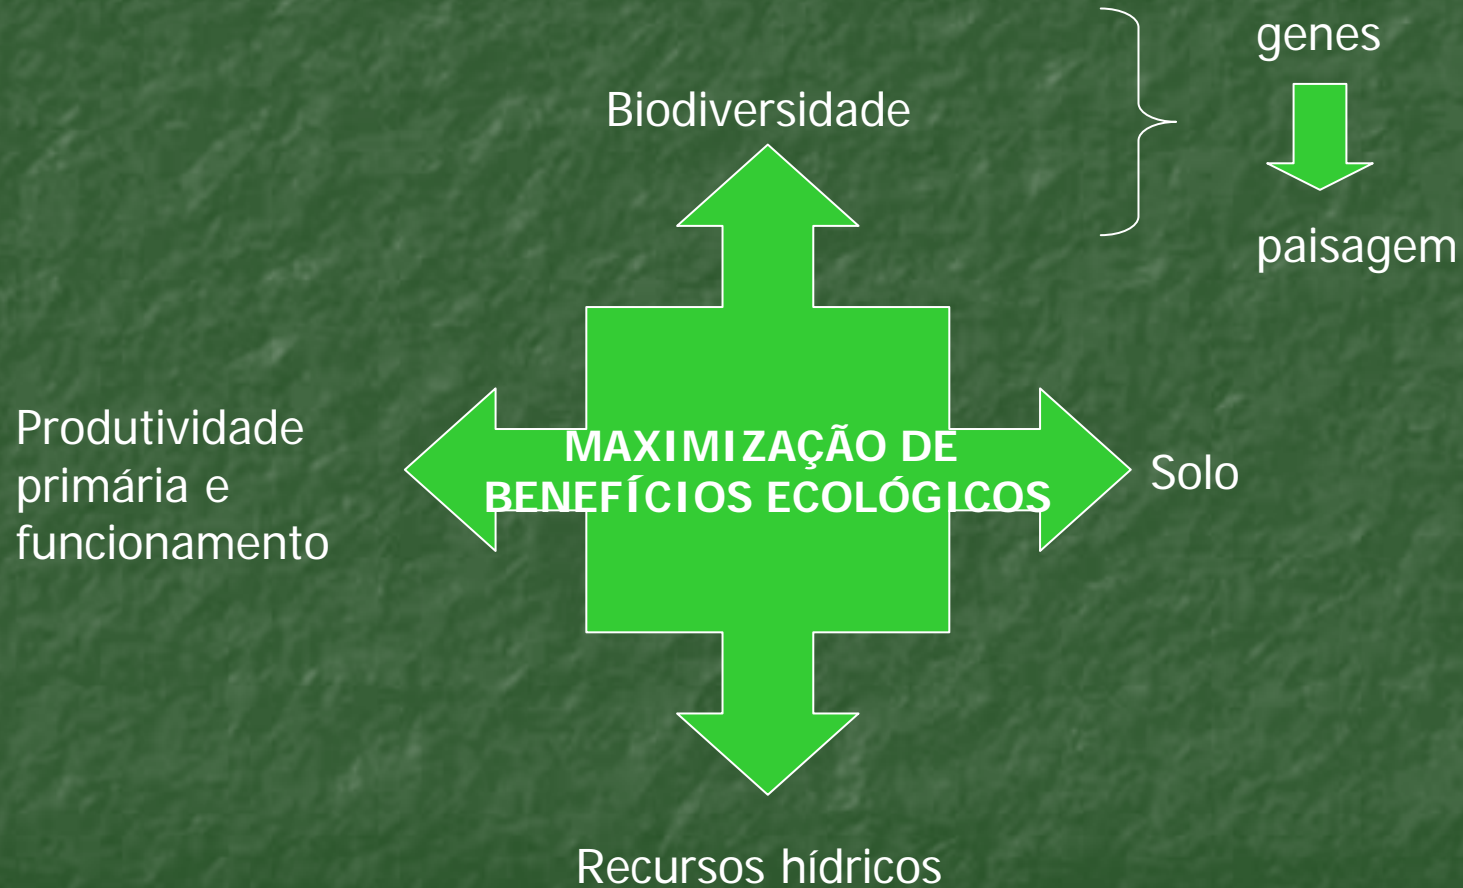 genes
Biodiversidade
paisagem
Produtividade
primária e
funcionamento
MAXIMIZAÇÃO DE
BENEFÍCIOS ECOLÓGICOS
Solo
Recursos hídricos